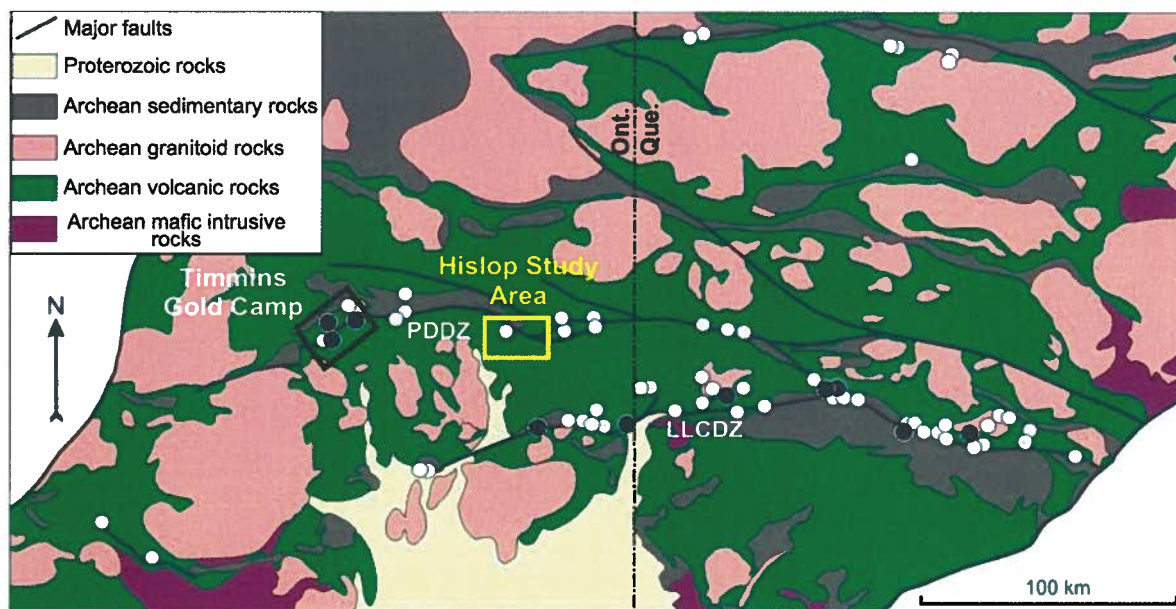 Major faults
Proterozoic rocks
Archean sedimentary rocks
Archean granitoid rocks
Archean volcanic rocks
Archean mafic intrusive
rocks
Ont.
Que.
Timmins
Gold Camp
Hislop Study
Area
N
PDDZ
LLCDZ
100 km